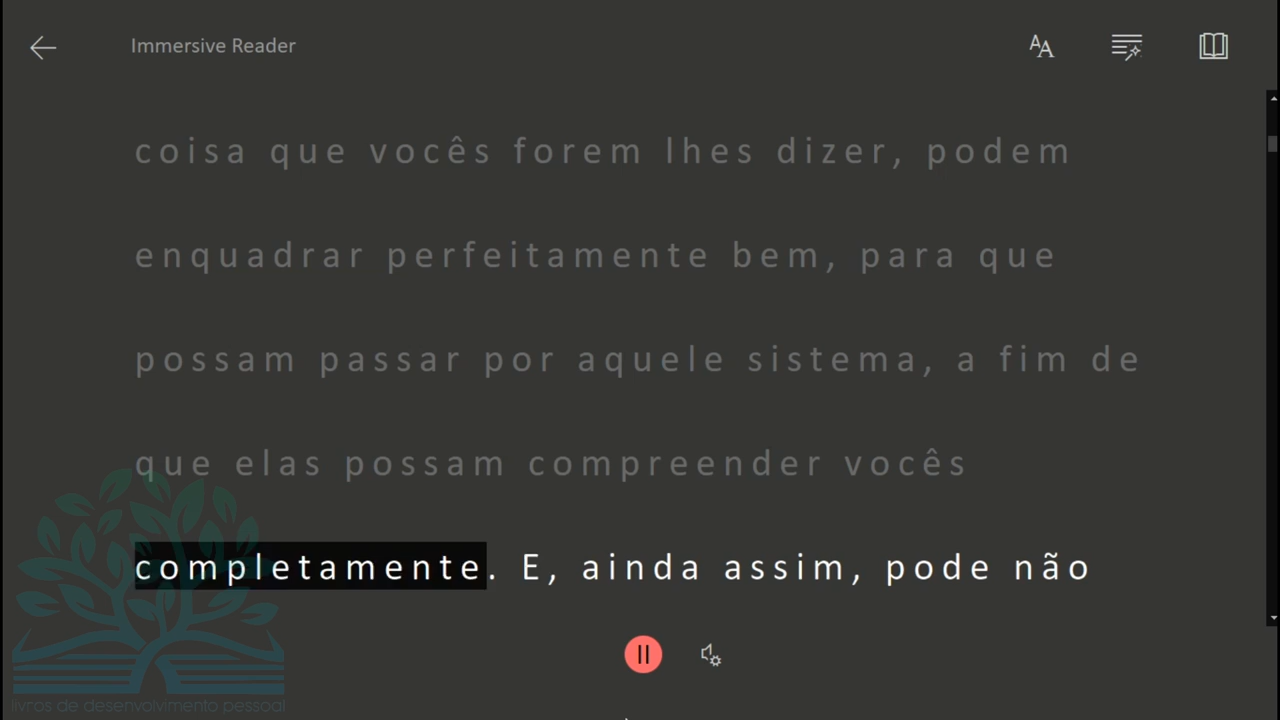 Immersive Reader
coisa que vocês forem lhes dizer, podem
enquadrar perfeitamente bem, para que
possam passar por aquele sistema, a fim de
que elas possam compreender vocês
completamente. E, ainda assim, pode não
livros de desenvolvimento pessoal